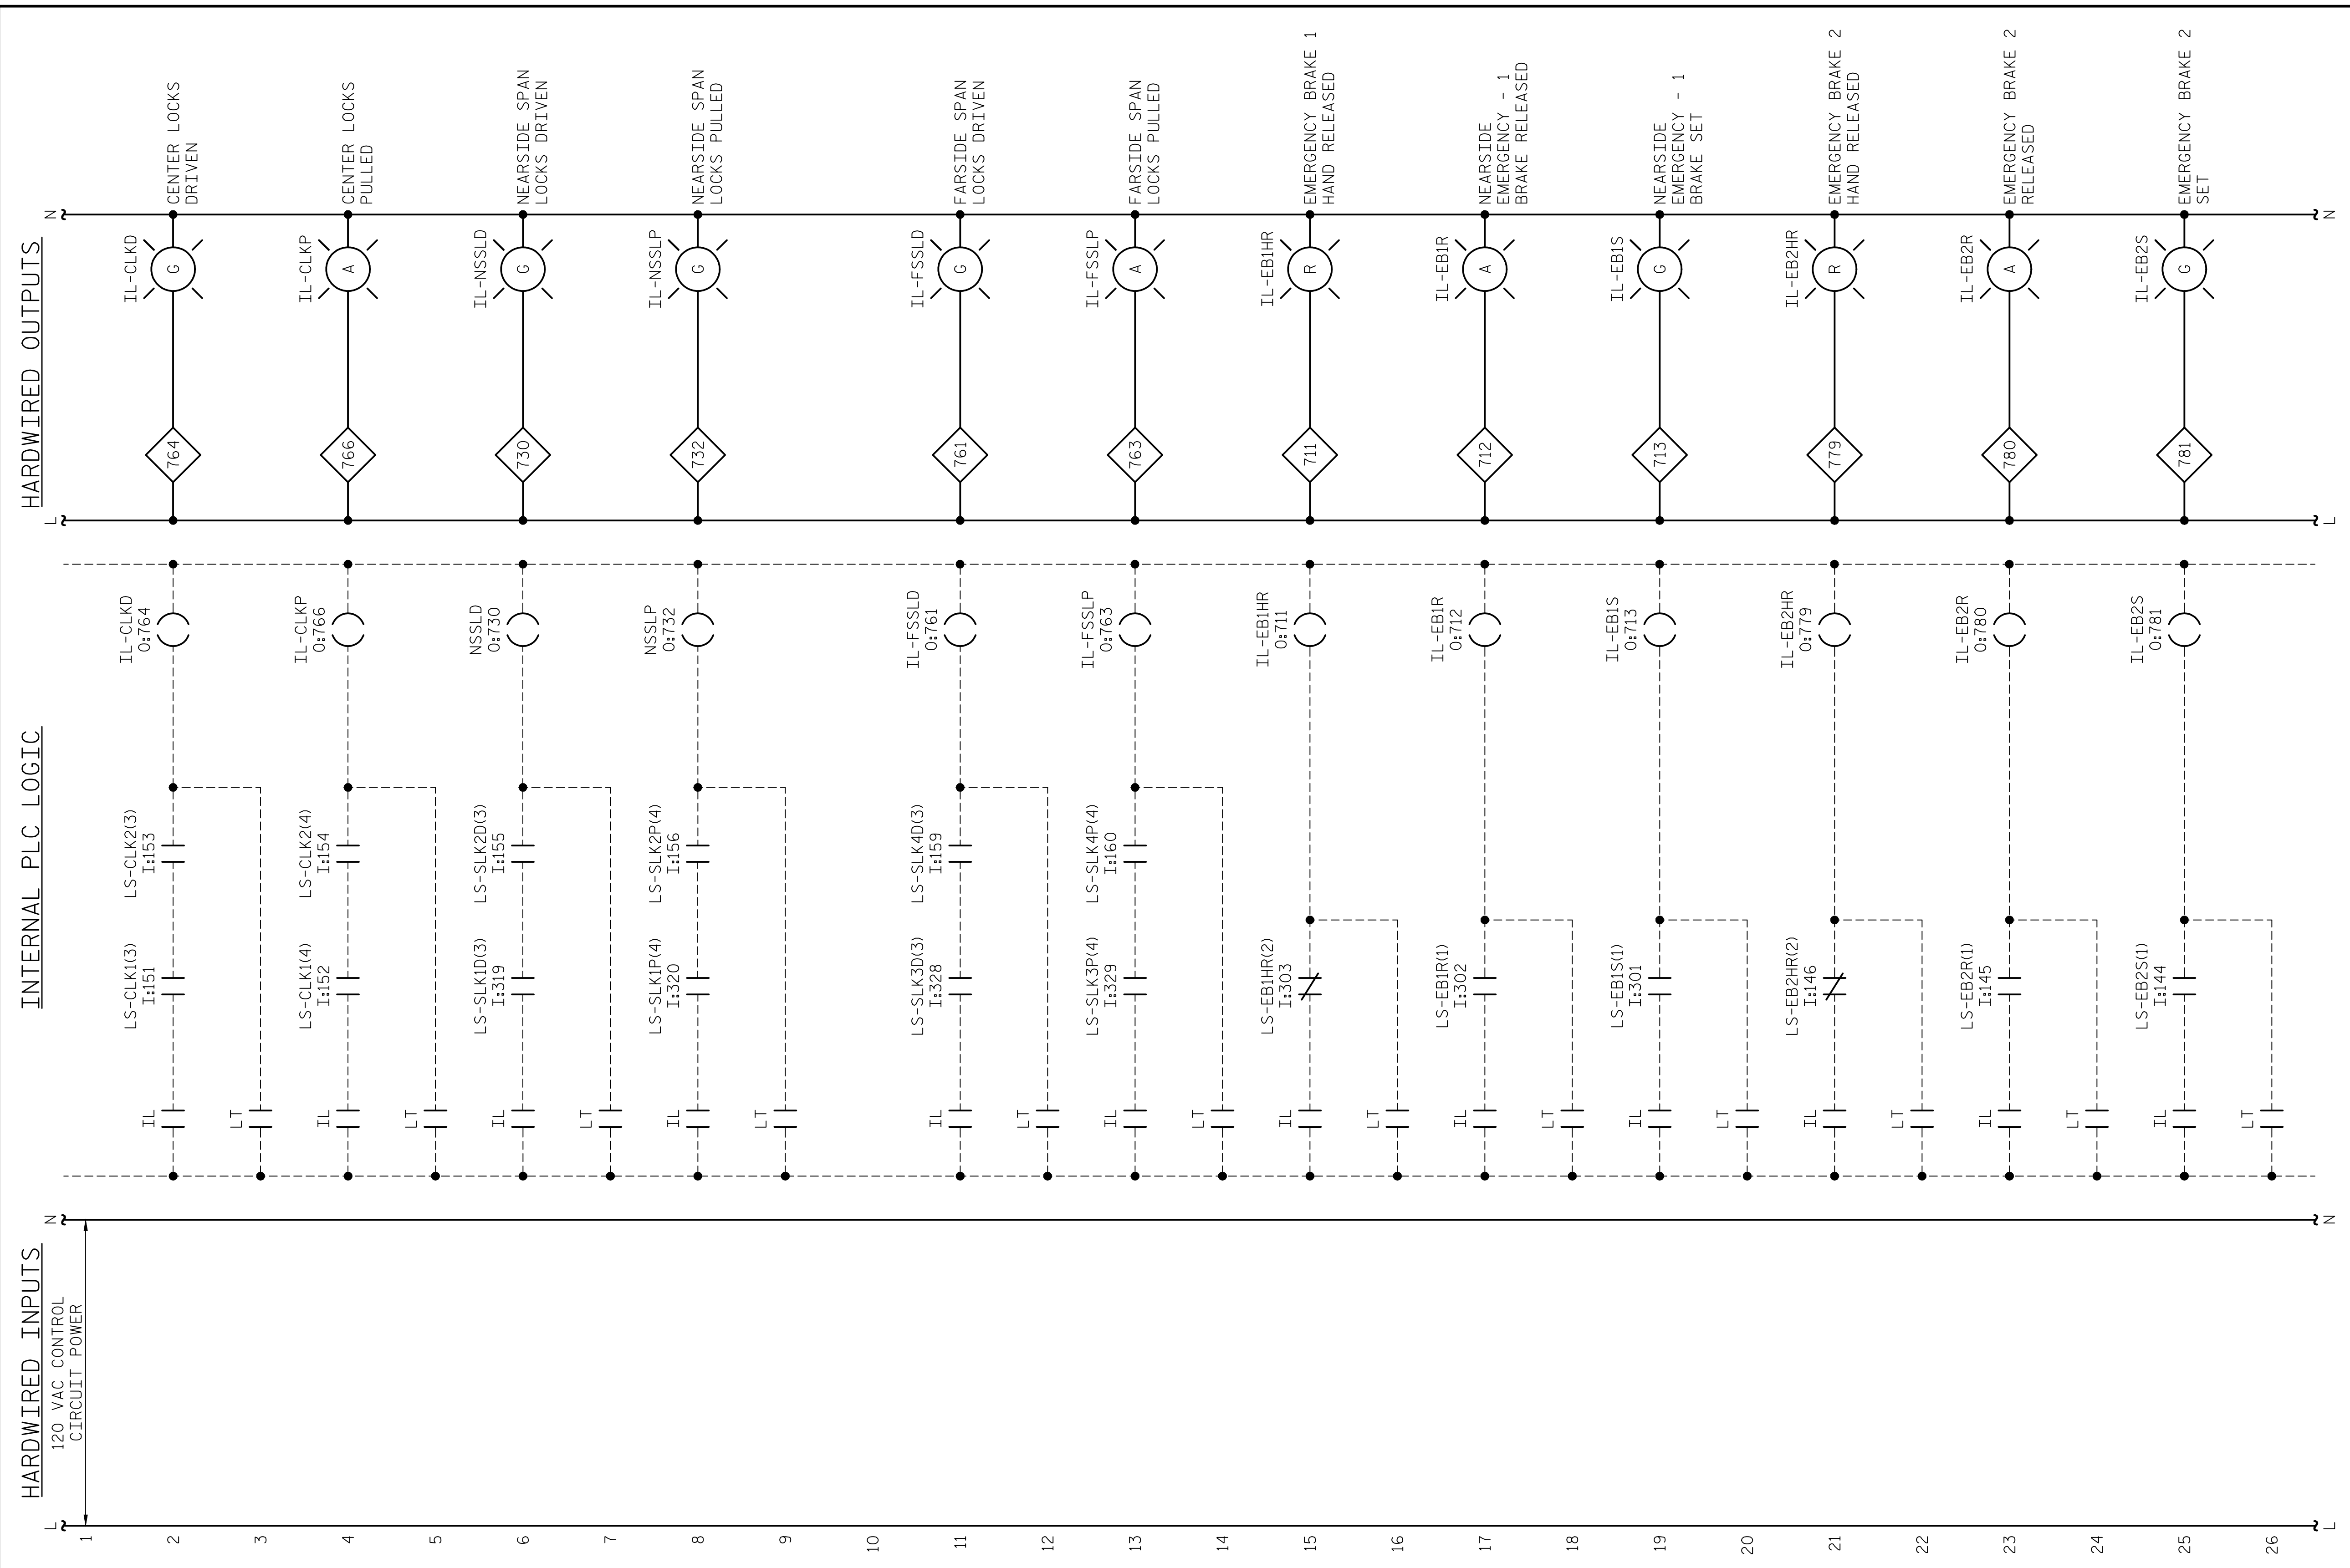 HARDWIRED INPUTS
INTERNAL PLC LOGIC
HARDWIRED OUTPUTS
L
N
L
N
120 VAC CONTROL
CIRCUIT POWER
1
2
IL
LS-CLK1(3)
I:151
LS-CLK2(3)
I:153
IL-CLKD
O:764
764
IL-CLKD
G
CENTER LOCKS
DRIVEN
3
LT
4
IL
LS-CLK1(4)
I:152
LS-CLK2(4)
I:154
IL-CLKP
O:766
766
IL-CLKP
A
CENTER LOCKS
PULLED
5
LT
6
IL
LS-SLK1D(3)
I:319
LS-SLK2D(3)
I:155
NSSLD
O:730
730
IL-NSSLD
G
NEARSIDE SPAN
LOCKS DRIVEN
7
LT
8
IL
LS-SLK1P(4)
I:320
LS-SLK2P(4)
I:156
NSSLP
O:732
732
IL-NSSLP
G
NEARSIDE SPAN
LOCKS PULLED
9
LT
10
11
IL
LS-SLK3D(3)
I:328
LS-SLK4D(3)
I:159
IL-FSSLD
O:761
761
IL-FSSLD
G
FARSIDE SPAN
LOCKS DRIVEN
12
LT
13
IL
LS-SLK3P(4)
I:329
LS-SLK4P(4)
I:160
IL-FSSLP
O:763
763
IL-FSSLP
A
FARSIDE SPAN
LOCKS PULLED
14
LT
15
IL
LS-EB1HR(2)
I:303
IL-EB1HR
O:711
711
IL-EB1HR
R
EMERGENCY BRAKE 1
HAND RELEASED
16
LT
17
IL
LS-EB1R(1)
I:302
IL-EB1R
O:712
712
IL-EB1R
A
NEARSIDE
EMERGENCY - 1
BRAKE RELEASED
18
LT
19
IL
LS-EB1S(1)
I:301
IL-EB1S
O:713
713
IL-EB1S
G
NEARSIDE
EMERGENCY - 1
BRAKE SET
20
LT
21
IL
LS-EB2HR(2)
I:146
IL-EB2HR
O:779
779
IL-EB2HR
R
EMERGENCY BRAKE 2
HAND RELEASED
22
LT
23
IL
LS-EB2R(1)
I:145
IL-EB2R
O:780
780
IL-EB2R
A
EMERGENCY BRAKE 2
RELEASED
24
LT
25
IL
LS-EB2S(1)
I:144
IL-EB2S
O:781
781
IL-EB2S
G
EMERGENCY BRAKE 2
SET
26
LT
L
N
L
N